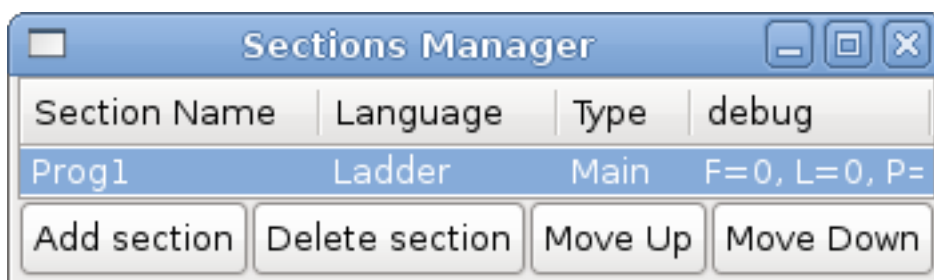 Sections Manager
Section Name Language Type debug
Prog1 Ladder Main F=0, L=0, P=
Add section Delete section Move Up Move Down